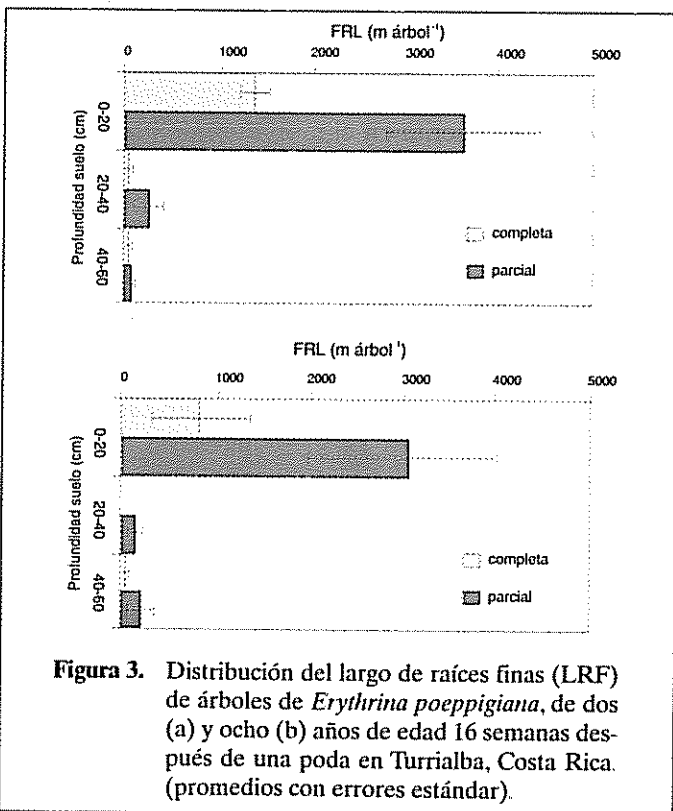 FRL (m árbol⁻¹)
0 1000 2000 3000 4000 5000
Profundidad suelo (cm)
0-20
20-40
40-60
completa
parcial
FRL (m árbol⁻¹)
0 1000 2000 3000 4000 5000
Profundidad suelo (cm)
0-20
20-40
40-60
completa
parcial
Figura 3. Distribución del largo de raíces finas (LRF)
de árboles de Erythrina poeppigiana, de dos
(a) y ocho (b) años de edad 16 semanas des-
pués de una poda en Turrialba, Costa Rica.
(promedios con errores estándar).